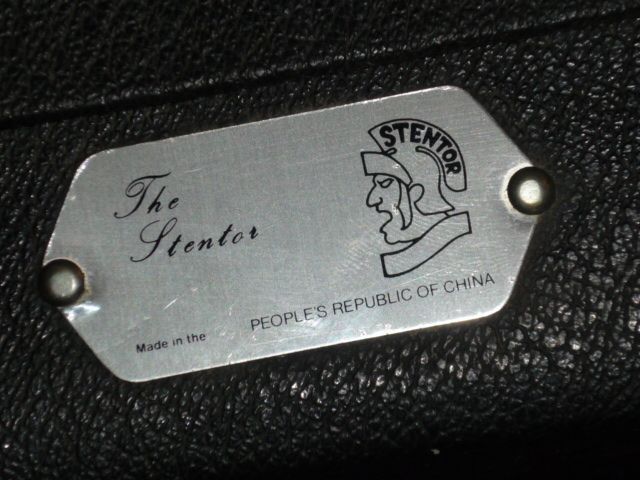 The
Stentor
STENTOR
Made in the PEOPLE'S REPUBLIC OF CHINA